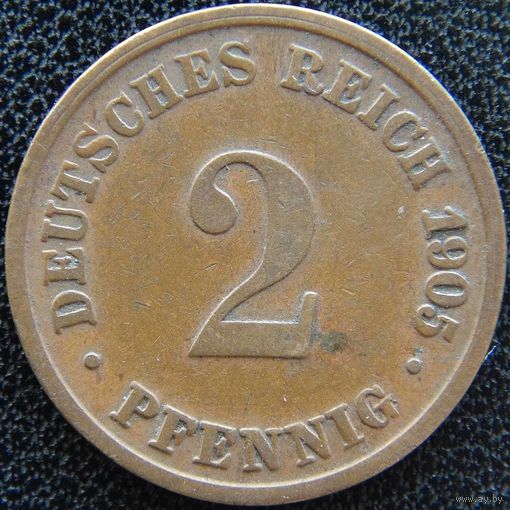 DEUTSCHES REICH 1905
2
• PFENNIG •
www.ay.by